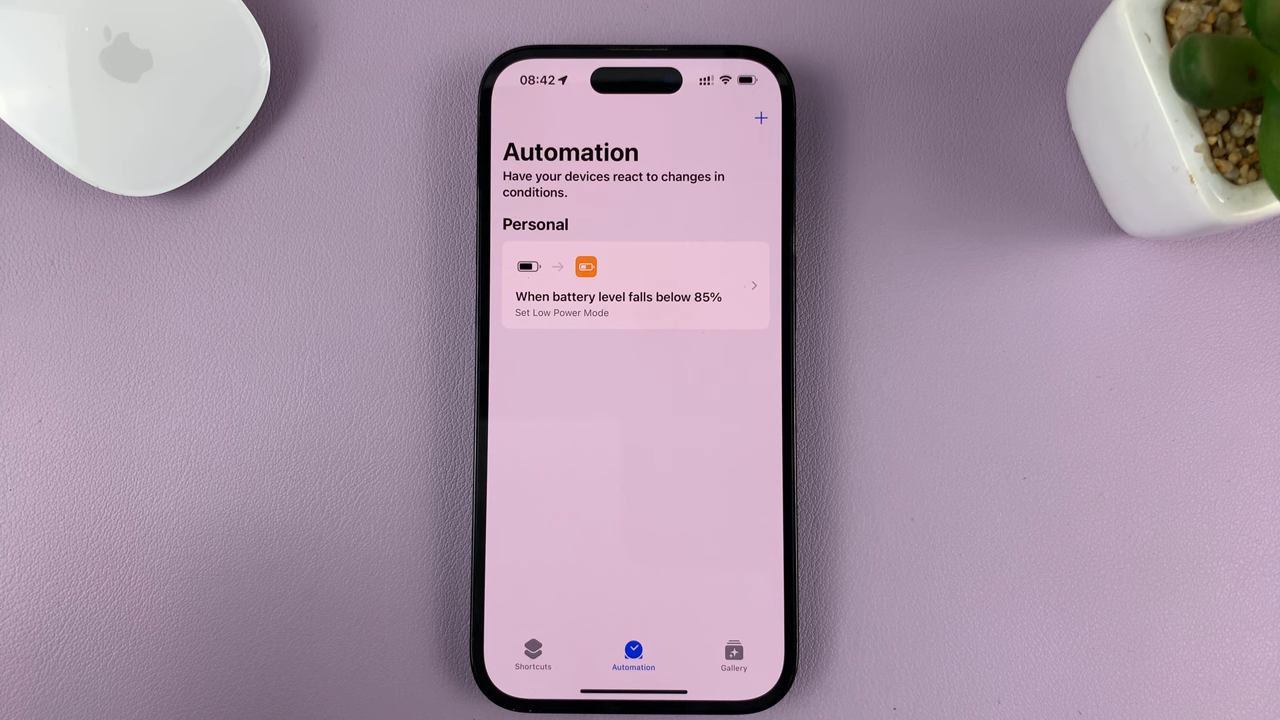 08:42
Automation
Have your devices react to changes in
conditions.
Personal
When battery level falls below 85%
Set Low Power Mode
Shortcuts
Automation
Gallery